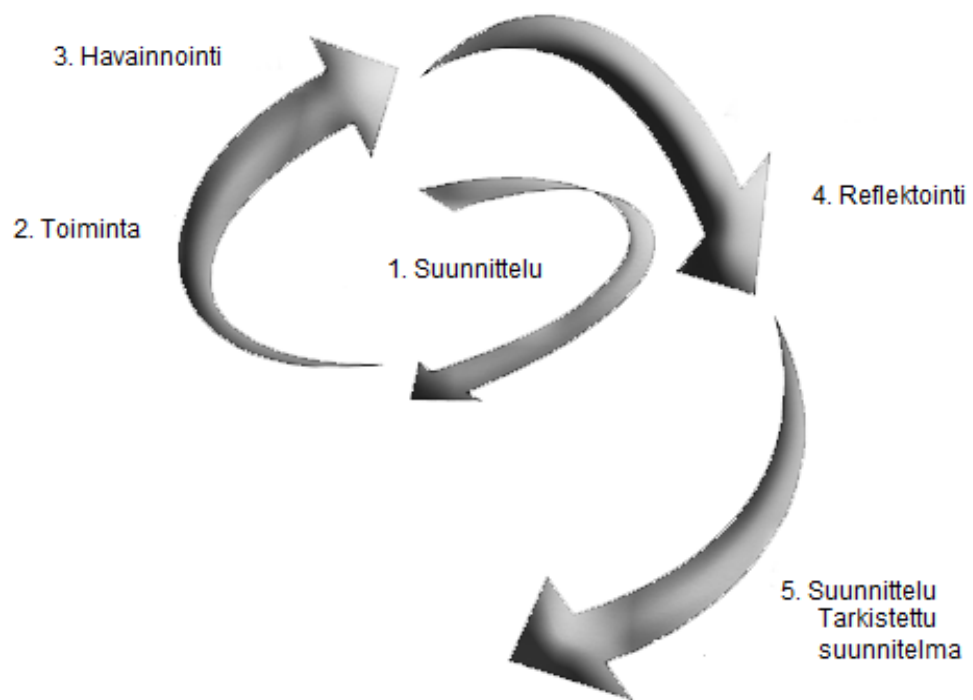 1. Suunnittelu
2. Toiminta
3. Havainnointi
4. Reflektointi
5. Suunnittelu
Tarkistettu
suunnitelma